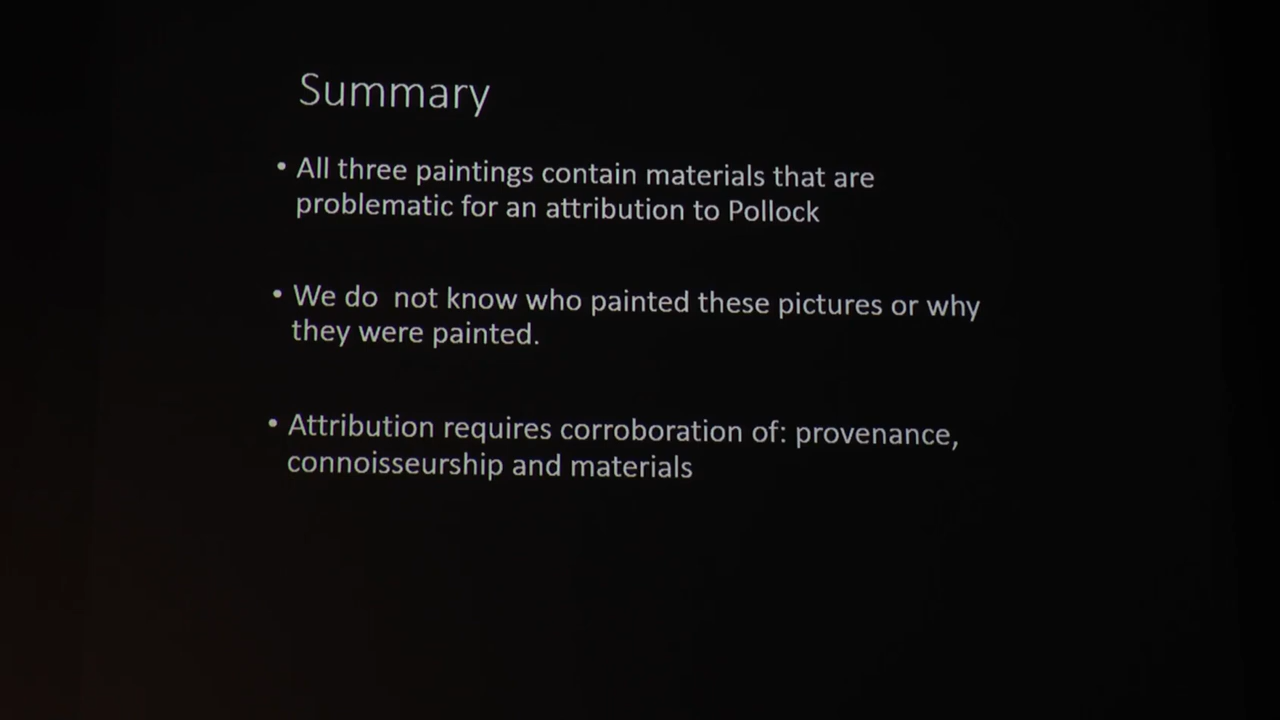 Summary
• All three paintings contain materials that are
problematic for an attribution to Pollock
• We do  not know who painted these pictures or why
they were painted.
• Attribution requires corroboration of: provenance,
connoisseurship and materials